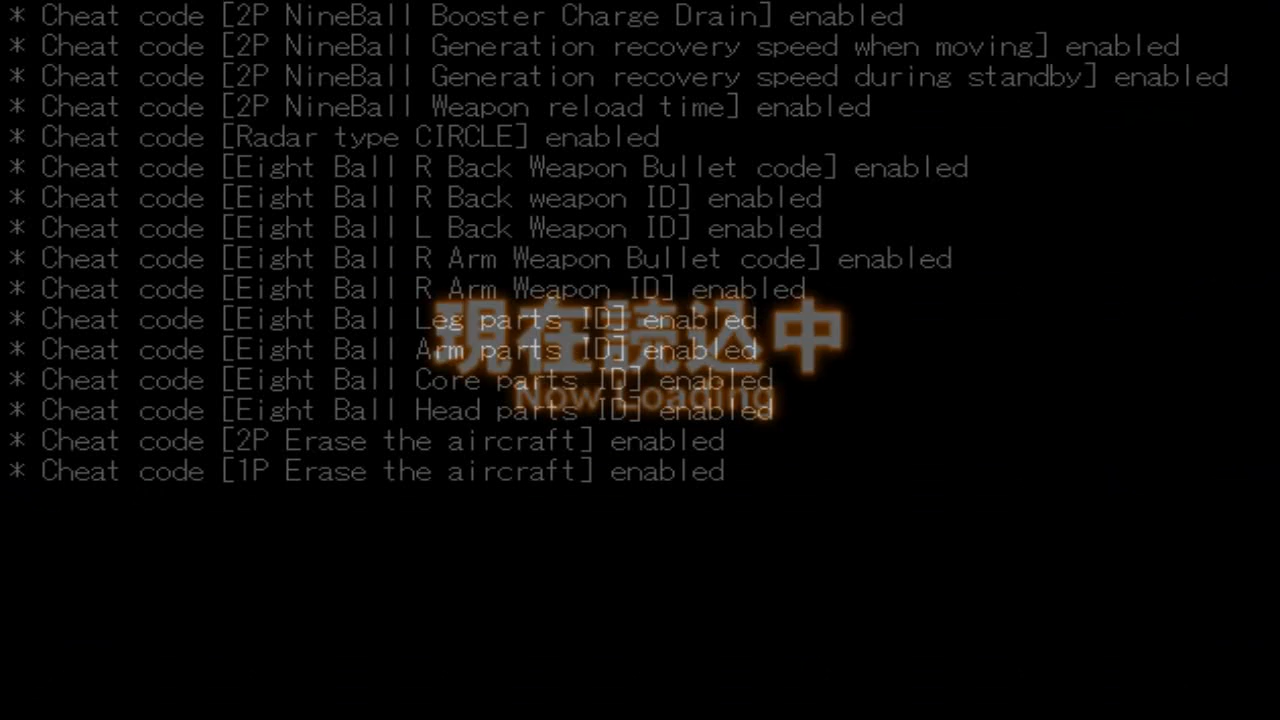 * Cheat code [2P NineBall Booster Charge Drain] enabled
* Cheat code [2P NineBall Generation recovery speed when moving] enabled
* Cheat code [2P NineBall Generation recovery speed during standby] enabled
* Cheat code [2P NineBall Weapon reload time] enabled
* Cheat code [Radar type CIRCLE] enabled
* Cheat code [Eight Ball R Back Weapon Bullet code] enabled
* Cheat code [Eight Ball R Back weapon ID] enabled
* Cheat code [Eight Ball L Back Weapon ID] enabled
* Cheat code [Eight Ball R Arm Weapon Bullet code] enabled
* Cheat code [Eight Ball R Arm Weapon ID] enabled
* Cheat code [Eight Ball Leg parts ID] enabled
* Cheat code [Eight Ball Arm parts ID] enabled
* Cheat code [Eight Ball Core parts ID] enabled
* Cheat code [Eight Ball Head parts ID] enabled
* Cheat code [2P Erase the aircraft] enabled
* Cheat code [1P Erase the aircraft] enabled
現在読込中
Now Loading